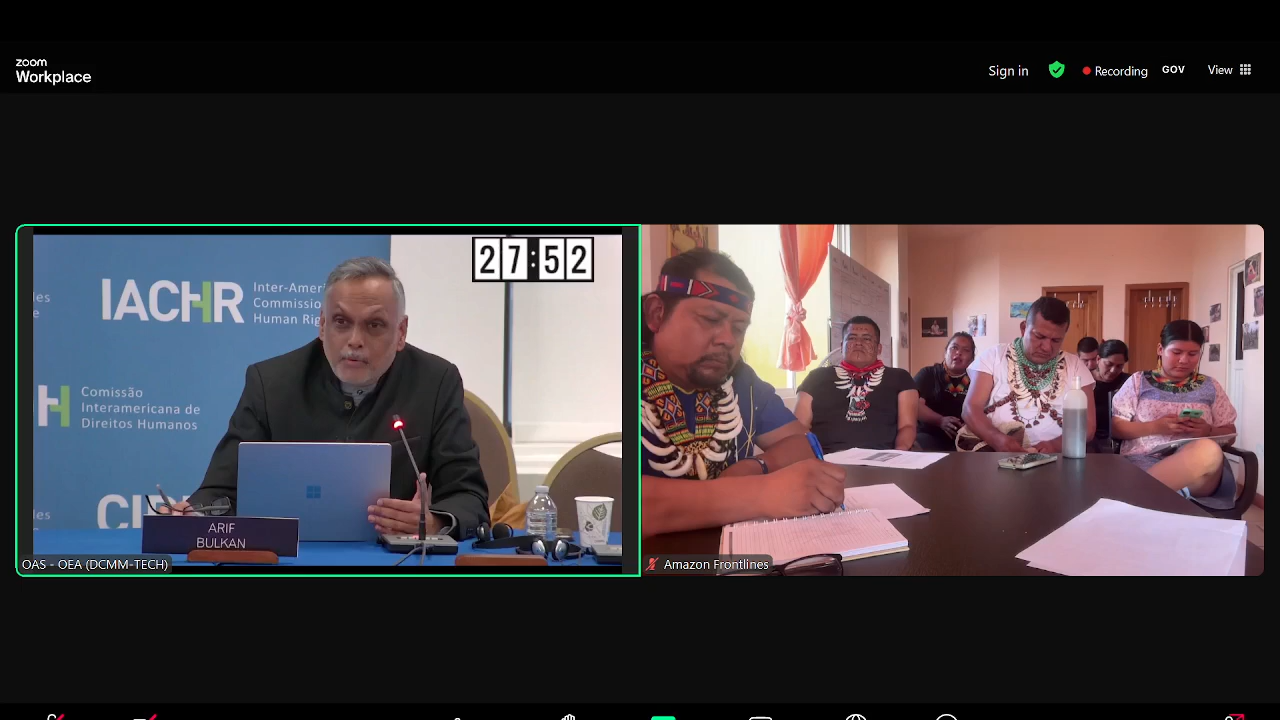 zoom
Workplace
Sign in
Recording
GOV
View
27:52
IACHR
Inter-Ameri
Commission
Human Rig
Comissão
Interamericana de
Direitos Humanos
ARIF
BULKAN
OAS - OEA (DCMM-TECH)
Amazon Frontlines